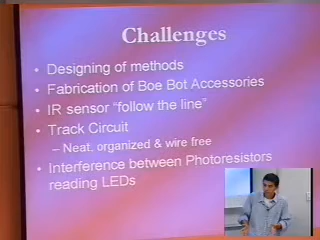 Challenges
• Designing of methods
• Fabrication of Boe Bot Accessories
• IR sensor "follow the line"
• Track Circuit
– Neat, organized & wire free
• Interference between Photoresistors
reading LEDs